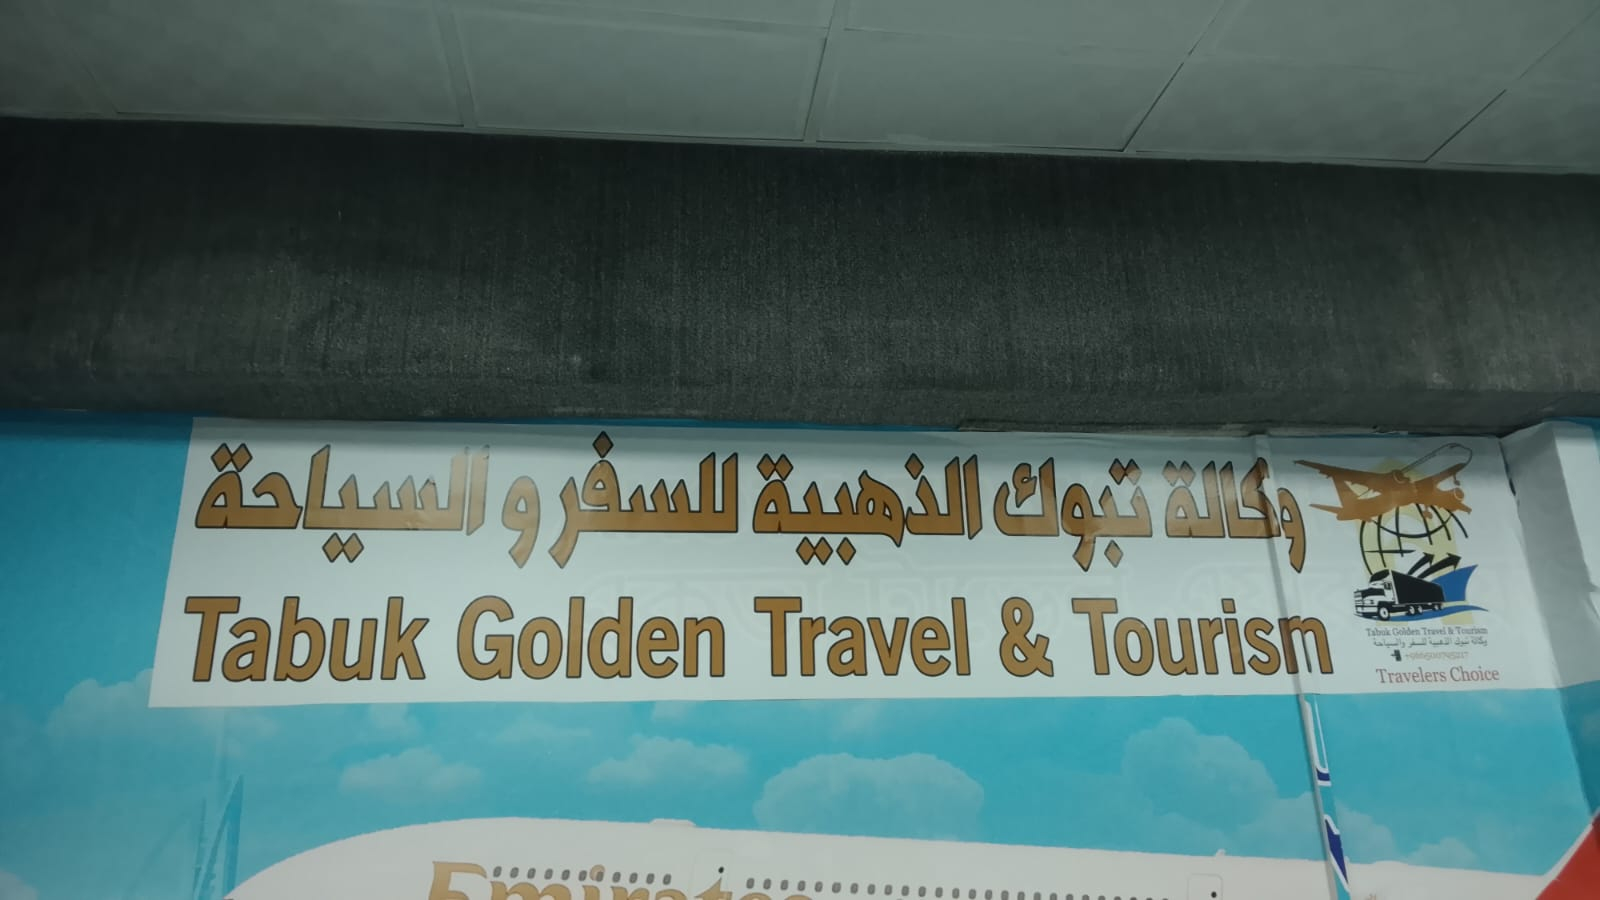 وكالة تبوك الذهبية للسفر و السياحة
Tabuk Golden Travel & Tourism
Tabuk Golden Travel & Tourism
وكالة تبوك الذهبية للسفر والسياحة
Travelers Choice
Emirates